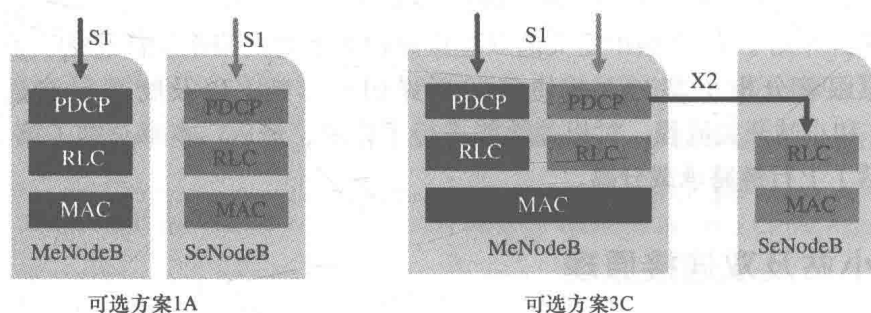 S1
S1
PDCP
PDCP
RLC
RLC
MAC
MAC
MeNodeB
SeNodeB
可选方案1A
S1
X2
PDCP
PDCP
RLC
RLC
RLC
MAC
MAC
MeNodeB
SeNodeB
可选方案3C